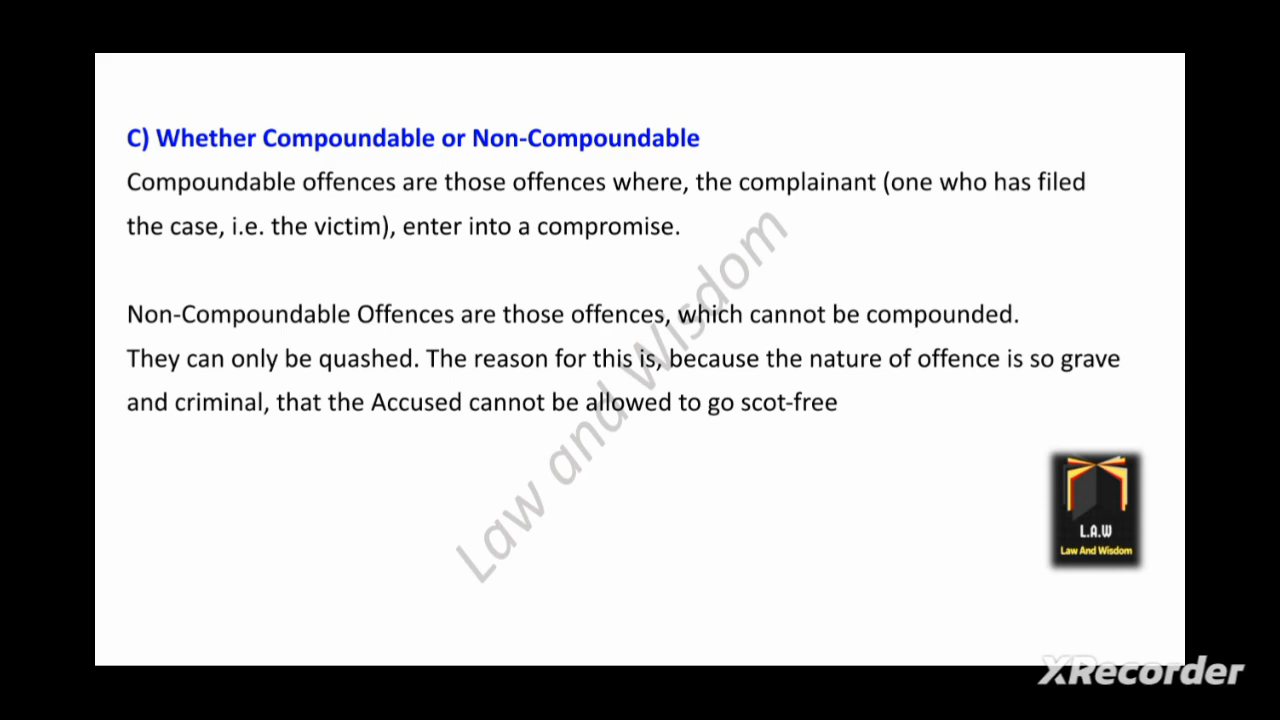 C) Whether Compoundable or Non-Compoundable
Compoundable offences are those offences where, the complainant (one who has filed
the case, i.e. the victim), enter into a compromise.
Non-Compoundable Offences are those offences, which cannot be compounded.
They can only be quashed. The reason for this is, because the nature of offence is so grave
and criminal, that the Accused cannot be allowed to go scot-free
Law and Wisdom
L.A.W
Law And Wisdom
XRecorder